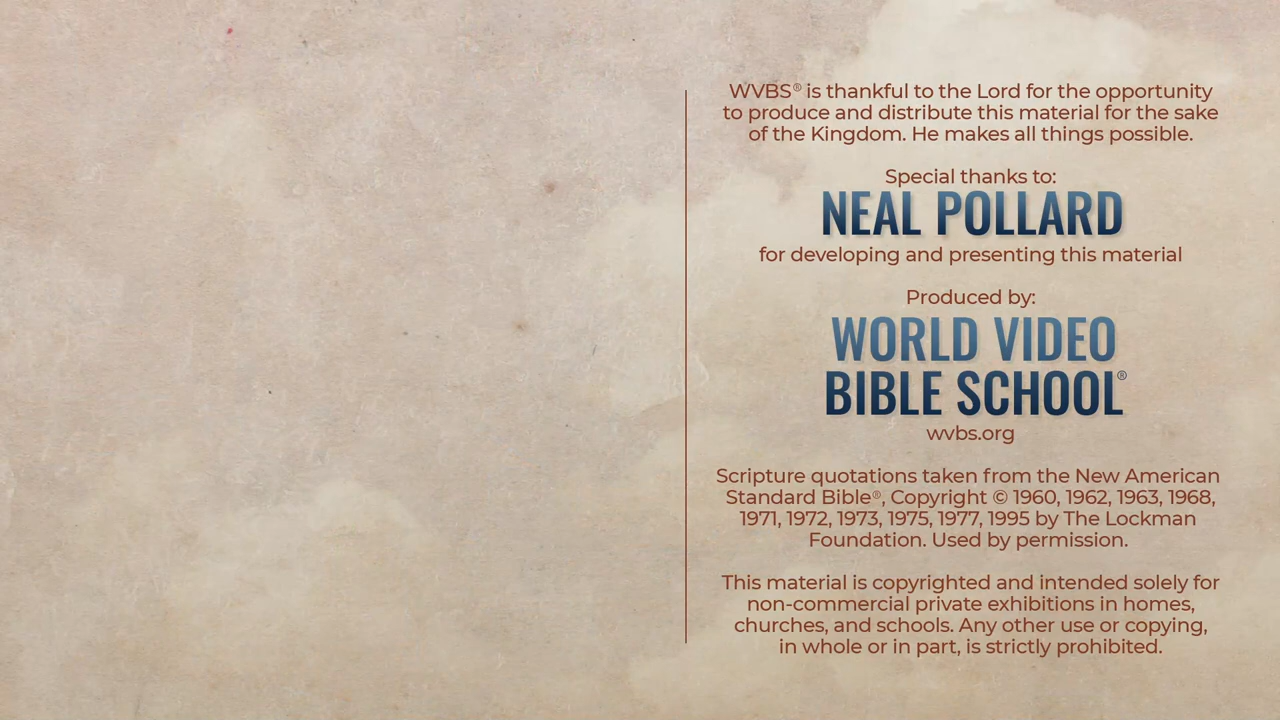 WVBS® is thankful to the Lord for the opportunity
to produce and distribute this material for the sake
of the Kingdom. He makes all things possible.
Special thanks to:
NEAL POLLARD
for developing and presenting this material
Produced by:
WORLD VIDEO
BIBLE SCHOOL®
wvbs.org
Scripture quotations taken from the New American
Standard Bible®, Copyright © 1960, 1962, 1963, 1968,
1971, 1972, 1973, 1975, 1977, 1995 by The Lockman
Foundation. Used by permission.
This material is copyrighted and intended solely for
non-commercial private exhibitions in homes,
churches, and schools. Any other use or copying,
in whole or in part, is strictly prohibited.